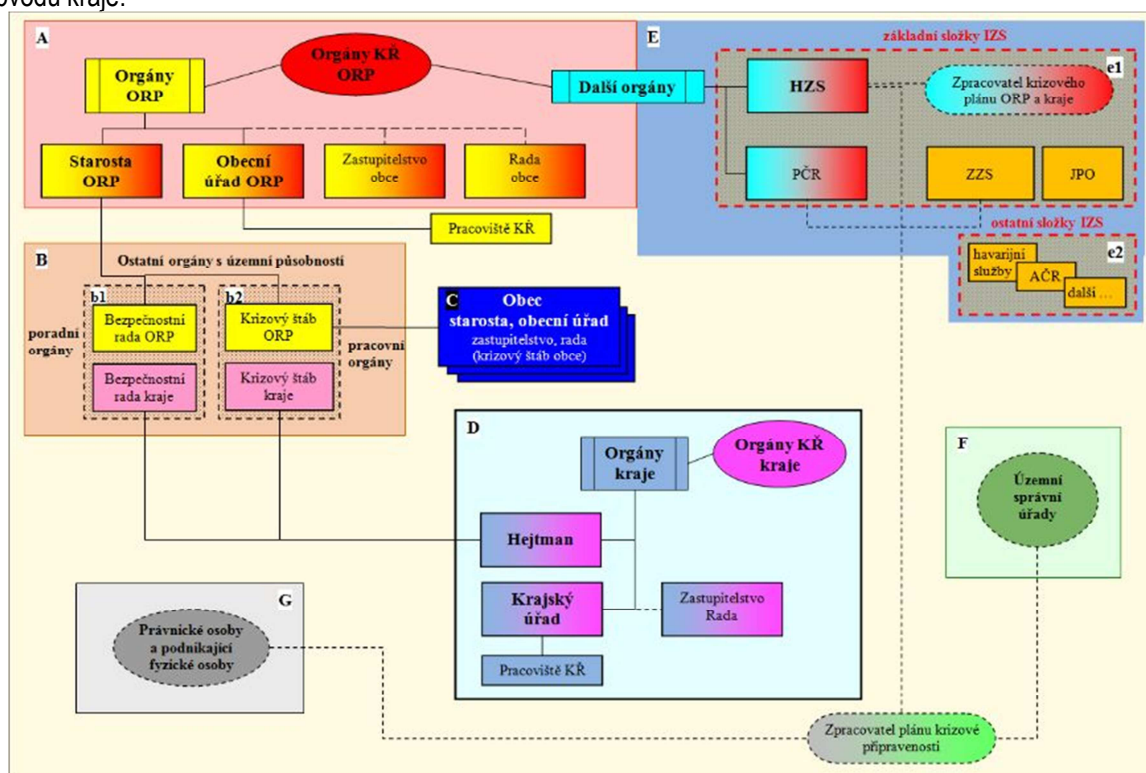 obvodu kraje.
A
Orgány KŘ
ORP
Orgány
ORP
Další orgány
Starosta
ORP
Obecní
úřad ORP
Zastupitelstvo
obce
Rada
obce
Pracoviště KŘ
E
základní složky IZS
e1
HZS
Zpracovatel krizového
plánu ORP a kraje
PČR
ZZS
JPO
ostatní složky IZS
e2
havarijní
služby
AČR
další …
B
Ostatní orgány s územní působností
b1
b2
poradní
orgány
Bezpečnostní
rada ORP
Krizový štáb
ORP
pracovní
orgány
Bezpečnostní
rada kraje
Krizový štáb
kraje
C
Obec
starosta, obecní úřad
zastupitelstvo, rada
(krizový štáb obce)
D
Orgány
kraje
Orgány KŘ
kraje
Hejtman
Krajský
úřad
Zastupitelstvo
Rada
Pracoviště KŘ
F
Územní
správní
úřady
G
Právnické osoby
a podnikající
fyzické osoby
Zpracovatel plánu krizové
připravenosti